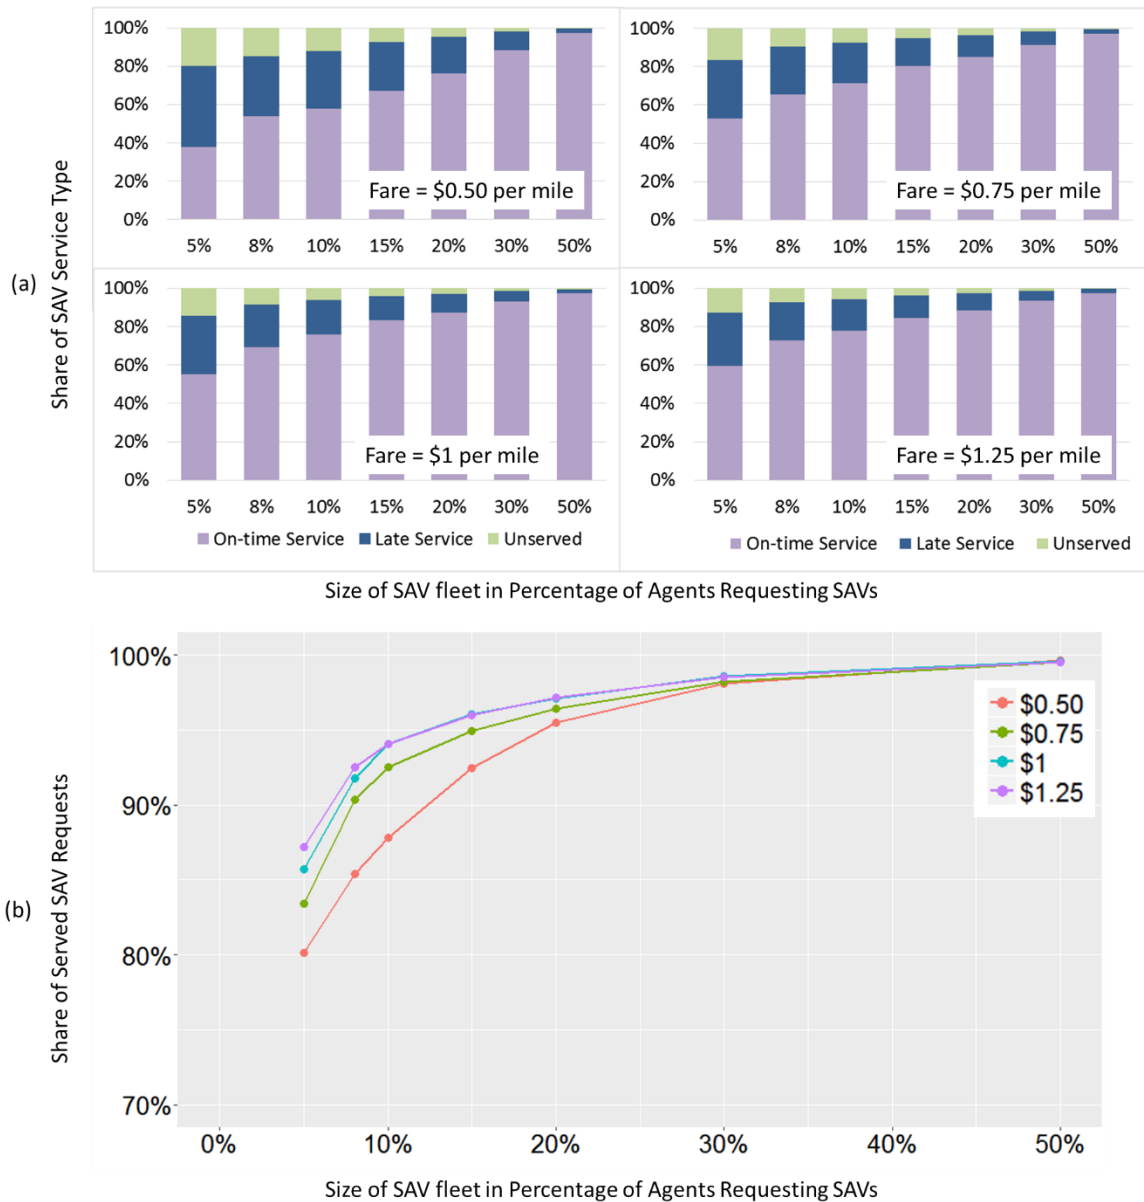 (a)
Share of SAV Service Type
100%
80%
60%
40%
20%
0%
Fare = $0.50 per mile
5% 8% 10% 15% 20% 30% 50%
100%
80%
60%
40%
20%
0%
Fare = $0.75 per mile
5% 8% 10% 15% 20% 30% 50%
100%
80%
60%
40%
20%
0%
Fare = $1 per mile
5% 8% 10% 15% 20% 30% 50%
On-time Service Late Service Unserved
100%
80%
60%
40%
20%
0%
Fare = $1.25 per mile
5% 8% 10% 15% 20% 30% 50%
On-time Service Late Service Unserved
Size of SAV fleet in Percentage of Agents Requesting SAVs
(b)
Share of Served SAV Requests
100%
90%
80%
70%
$0.50
$0.75
$1
$1.25
0% 10% 20% 30% 40% 50%
Size of SAV fleet in Percentage of Agents Requesting SAVs